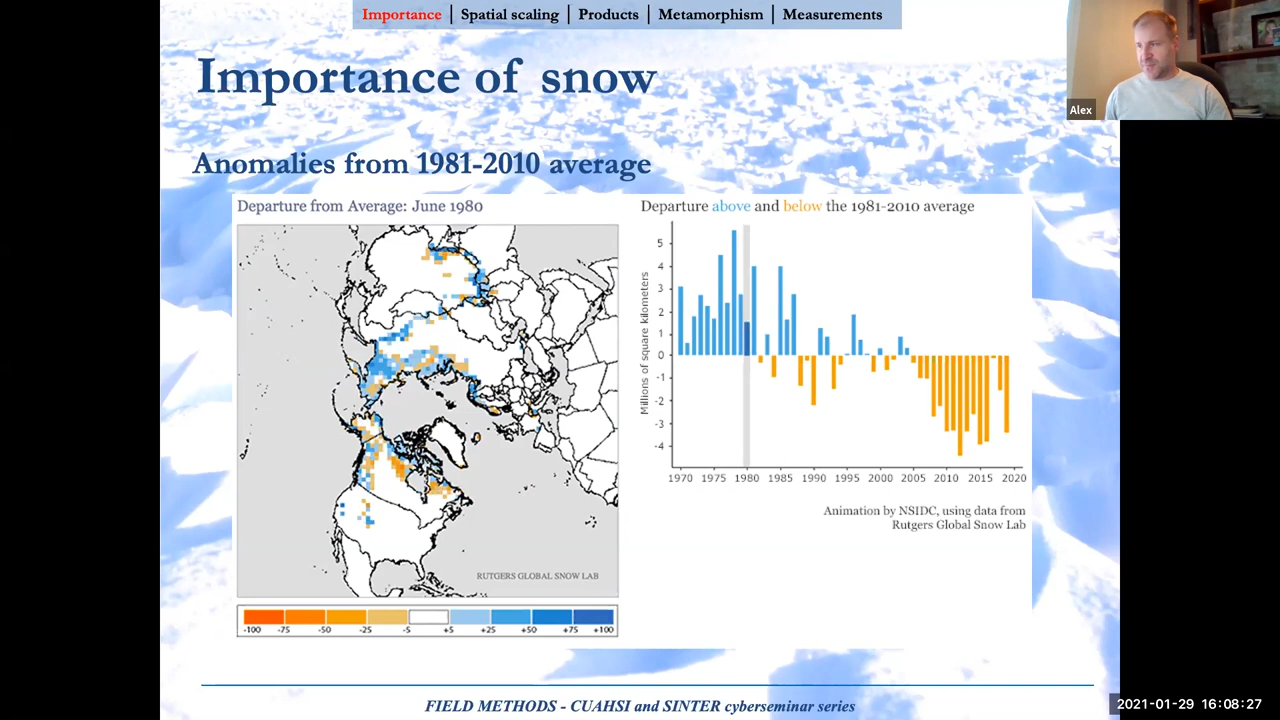 Importance | Spatial scaling | Products | Metamorphism | Measurements
Importance of snow
Alex
Anomalies from 1981-2010 average
Departure from Average: June 1980
RUTGERS GLOBAL SNOW LAB
-100 -75 -50 -25 -5 +5 +25 +50 +75 +100
Departure above and below the 1981-2010 average
Millions of square kilometers
5
4
3
2
1
0
-1
-2
-3
-4
1970 1975 1980 1985 1990 1995 2000 2005 2010 2015 2020
Animation by NSIDC, using data from
Rutgers Global Snow Lab
FIELD METHODS - CUAHSI and SINTER cyberseminar series
2021-01-29 16:08:27